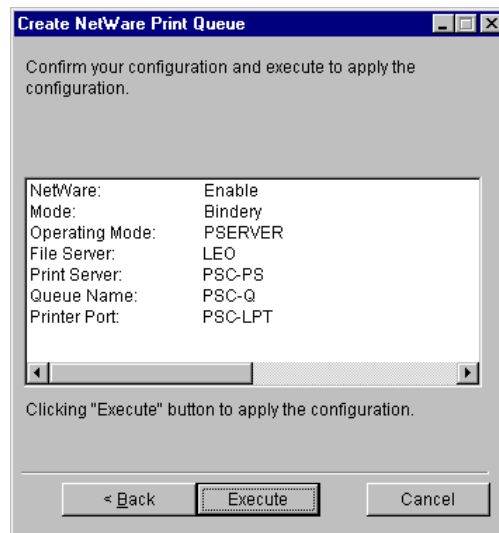 Create NetWare Print Queue
Confirm your configuration and execute to apply the
configuration.
NetWare: Enable
Mode: Bindery
Operating Mode: PSERVER
File Server: LEO
Print Server: PSC-PS
Queue Name: PSC-Q
Printer Port: PSC-LPT
Clicking "Execute" button to apply the configuration.
< Back Execute Cancel